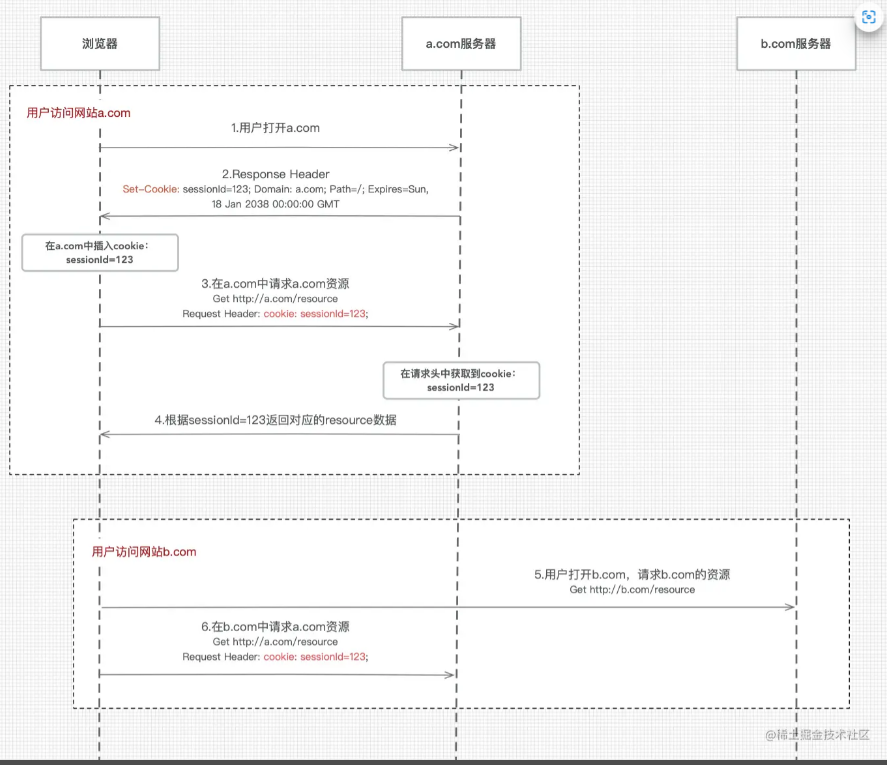 浏览器
a.com服务器
b.com服务器
用户访问网站a.com
1.用户打开a.com
2.Response Header
Set-Cookie: sessionId=123; Domain: a.com; Path=/; Expires=Sun,
18 Jan 2038 00:00:00 GMT
在a.com中插入cookie:
sessionId=123
3.在a.com中请求a.com资源
Get http://a.com/resource
Request Header: cookie: sessionId=123;
在请求头中获取到cookie:
sessionId=123
4.根据sessionId=123返回对应的resource数据
用户访问网站b.com
5.用户打开b.com，请求b.com的资源
Get http://b.com/resource
6.在b.com中请求a.com资源
Get http://a.com/resource
Request Header: cookie: sessionId=123;
@稀土掘金技术社区